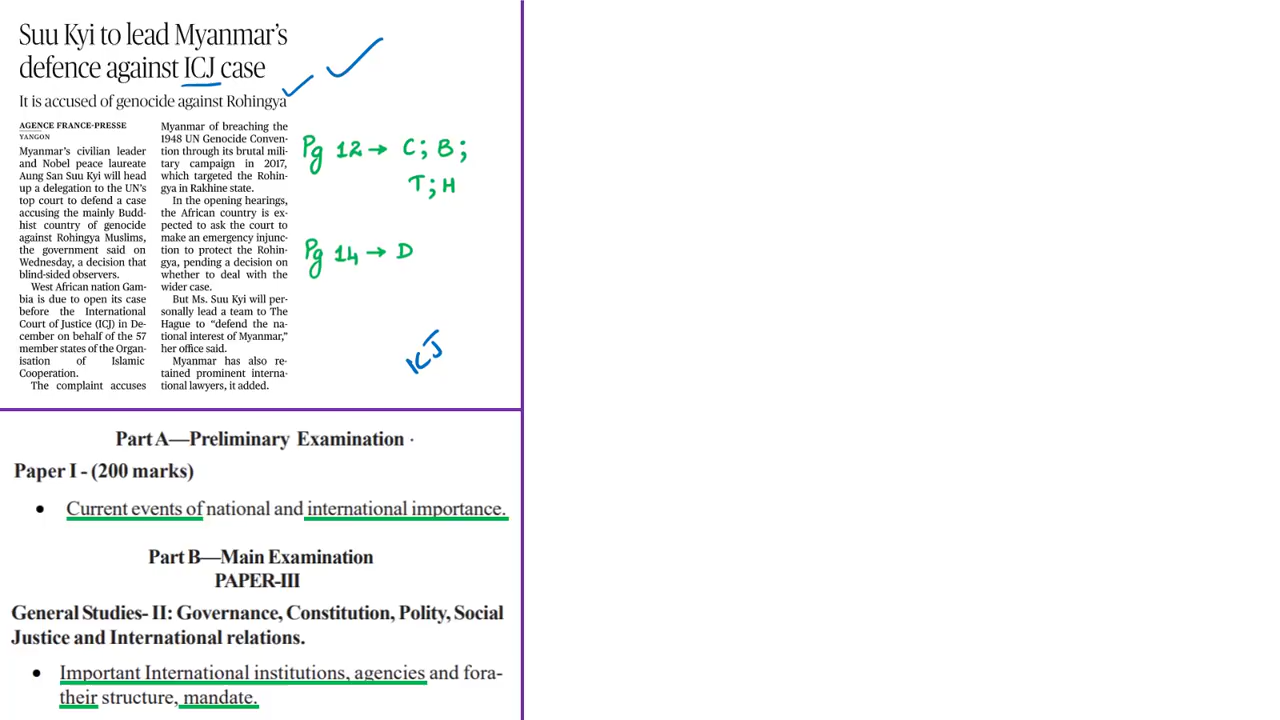 Suu Kyi to lead Myanmar's
defence against ICJ case
It is accused of genocide against Rohingya
AGENCE FRANCE-PRESSE
YANGON
Myanmar's civilian leader
and Nobel peace laureate
Aung San Suu Kyi will head
up a delegation to the UN's
top court to defend a case
accusing the mainly Budd-
hist country of genocide
against Rohingya Muslims,
the government said on
Wednesday, a decision that
blind-sided observers.
West African nation Gam-
bia is due to open its case
before the International
Court of Justice (ICJ) in De-
cember on behalf of the 57
member states of the Organ-
isation of Islamic
Cooperation.
The complaint accuses
Myanmar of breaching the
1948 UN Genocide Conven-
tion through its brutal mili-
tary campaign in 2017,
which targeted the Rohin-
gya in Rakhine state.
In the opening hearings,
the African country is ex-
pected to ask the court to
make an emergency injunc-
tion to protect the Rohin-
gya, pending a decision on
whether to deal with the
wider case.
But Ms. Suu Kyi will per-
sonally lead a team to The
Hague to "defend the na-
tional interest of Myanmar,"
her office said.
Myanmar has also re-
tained prominent interna-
tional lawyers, it added.
Pg 12 → C; B;
T; H
Pg 14 → D
ICJ
Part A—Preliminary Examination
Paper I - (200 marks)
• Current events of national and international importance.
Part B—Main Examination
PAPER-III
General Studies- II: Governance, Constitution, Polity, Social
Justice and International relations.
• Important International institutions, agencies and fora-
their structure, mandate.